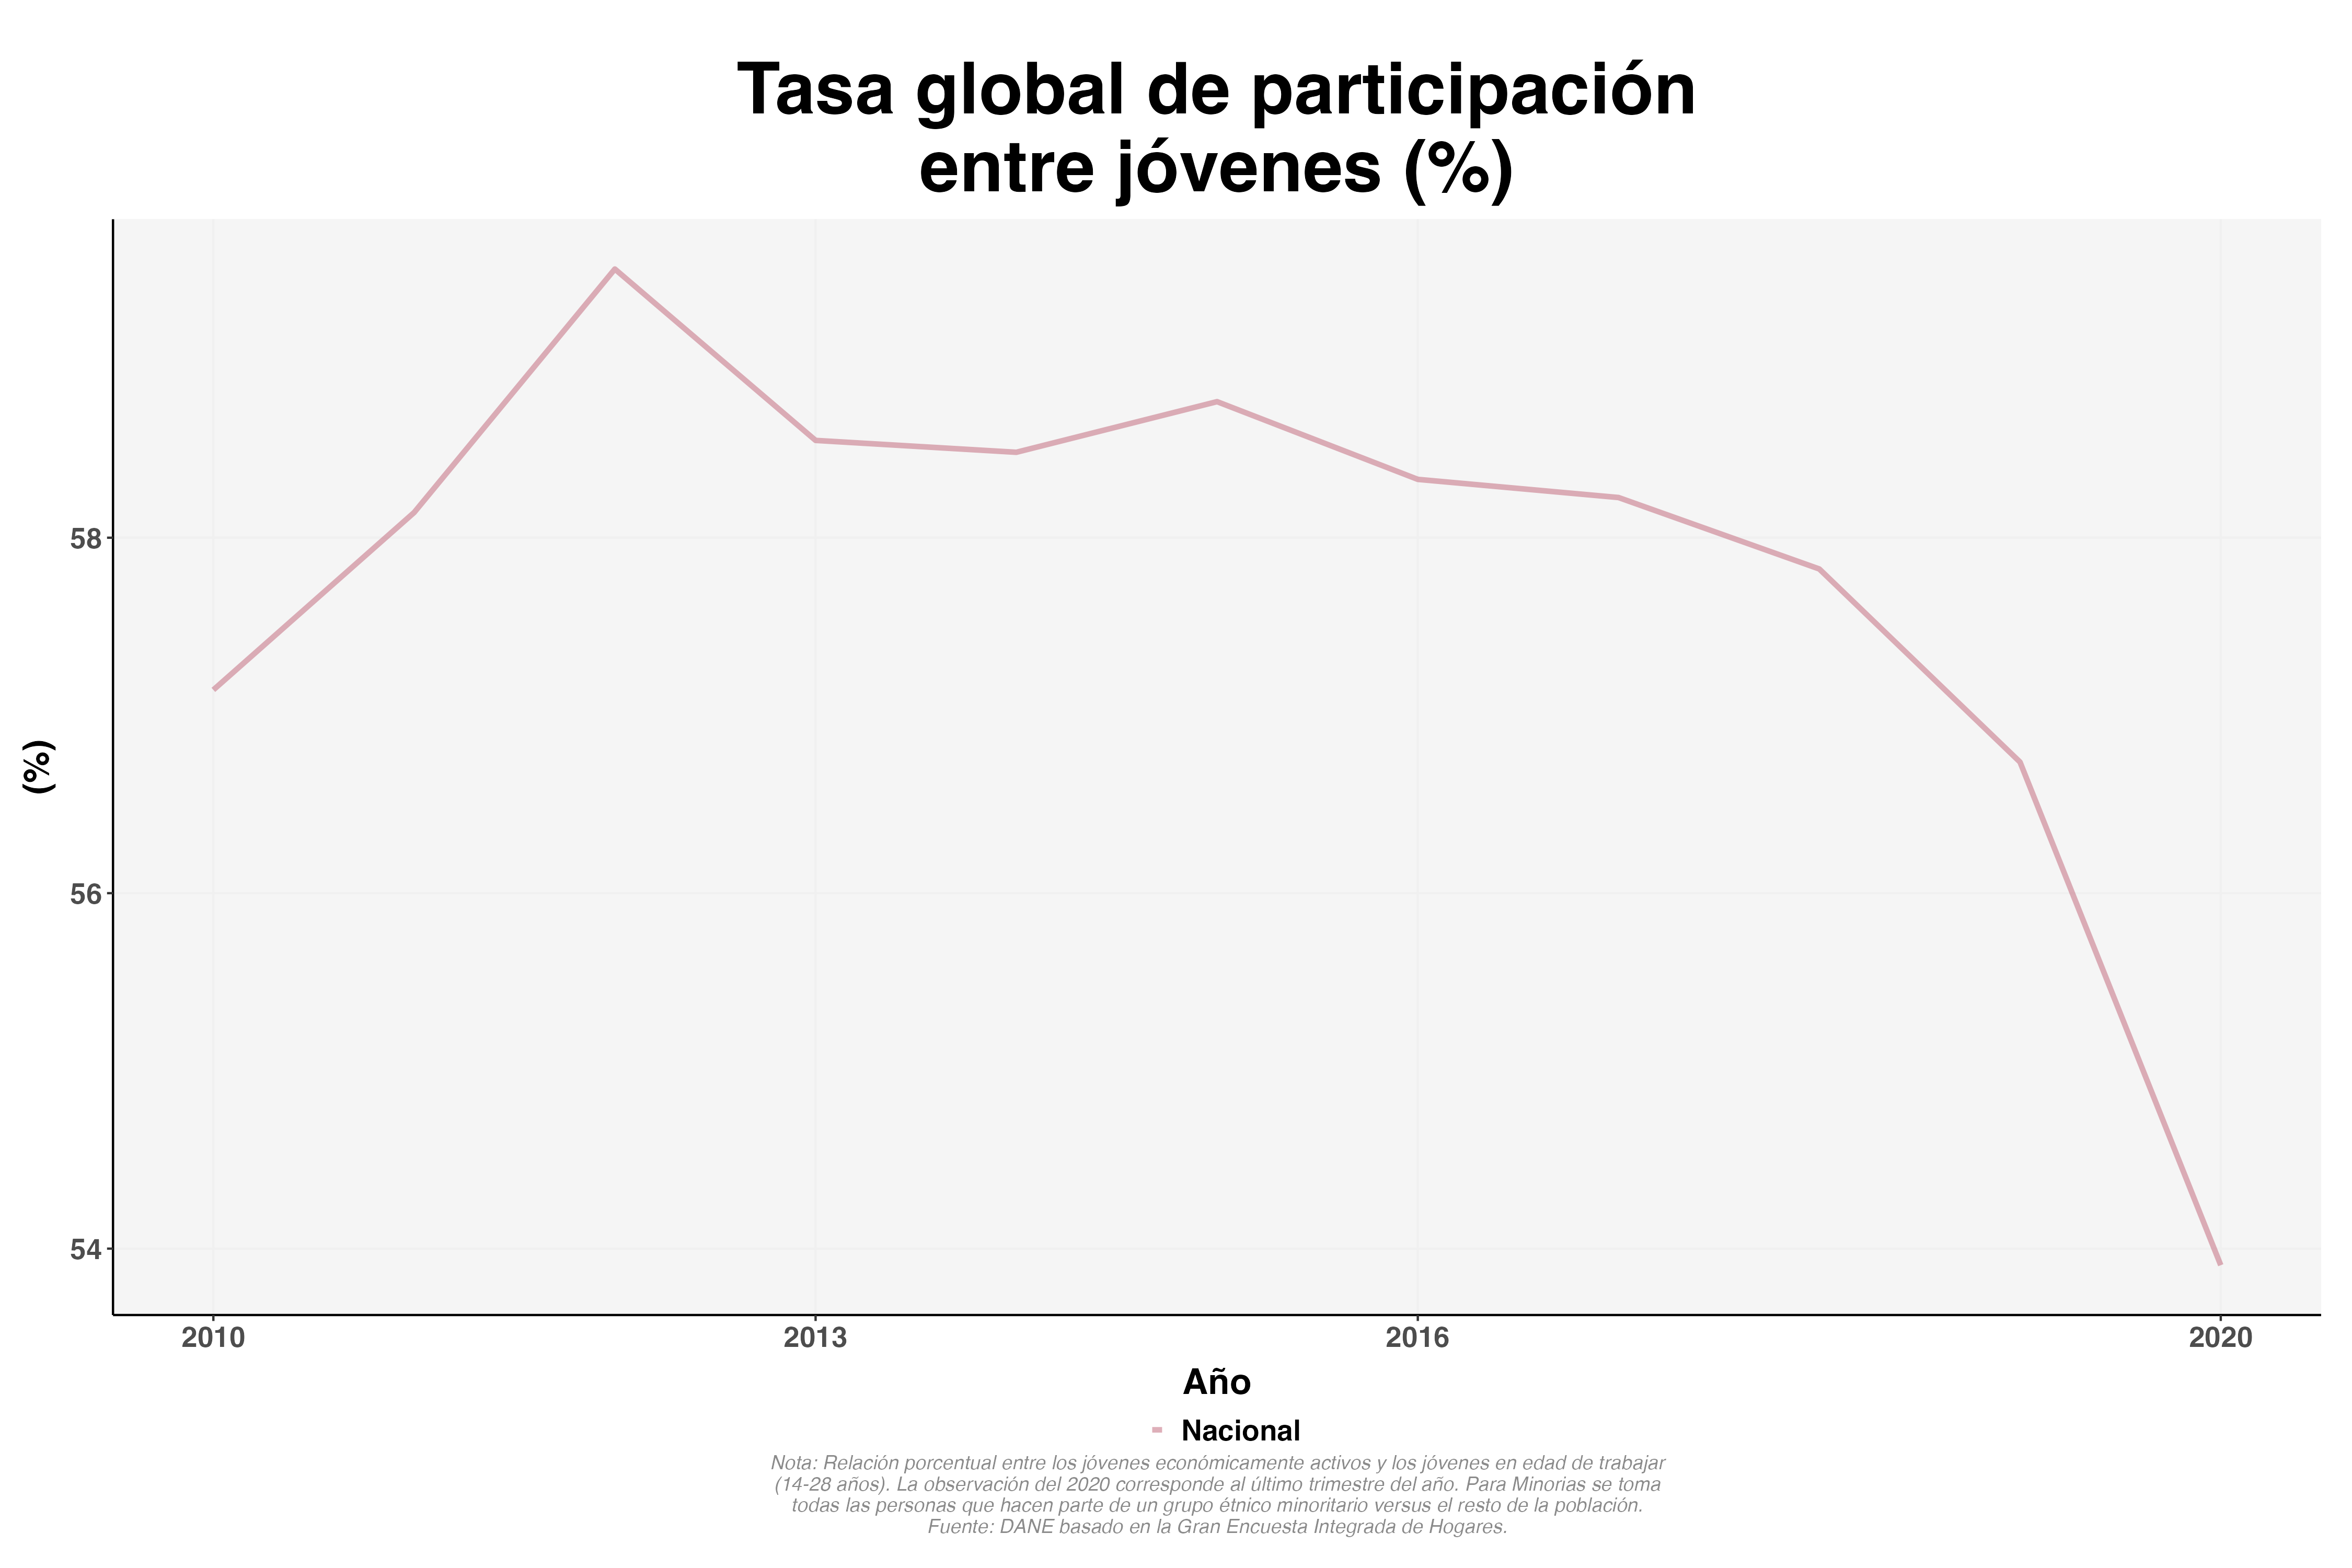 Tasa global de participación
entre jóvenes (%)
(%)
58
56
54
2010 2013 2016 2020
Año
Nacional
Nota: Relación porcentual entre los jóvenes económicamente activos y los jóvenes en edad de trabajar
(14-28 años). La observación del 2020 corresponde al último trimestre del año. Para Minorias se toma
todas las personas que hacen parte de un grupo étnico minoritario versus el resto de la población.
Fuente: DANE basado en la Gran Encuesta Integrada de Hogares.